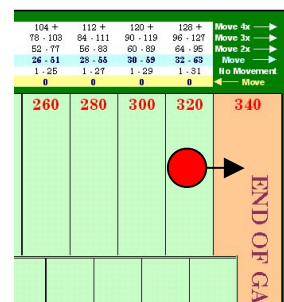 104 + 112 + 120 + 128 + Move 4x
78 - 103 84 - 111 90 - 119 96 - 127 Move 3x
52 - 77 56 - 83 60 - 89 64 - 95 Move 2x
26 - 51 28 - 55 30 - 59 32 - 63 Move
1 - 25 1 - 27 1 - 29 1 - 31 No Movement
0 0 0 0 Move
260 280 300 320 340
END OF GA